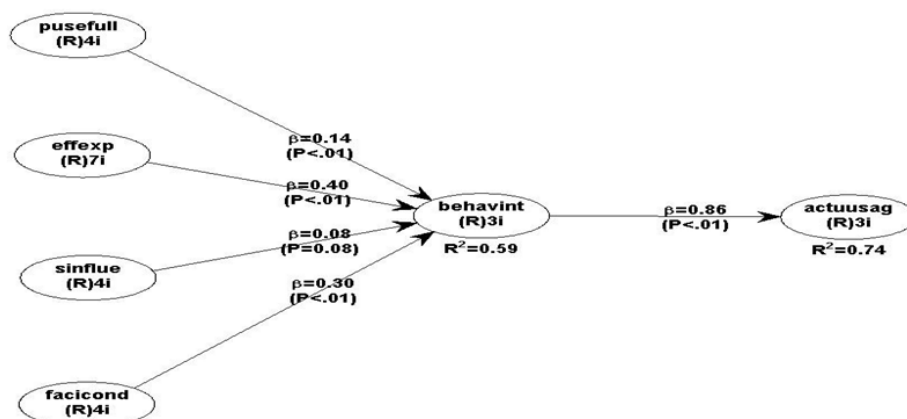 pusefull
(R)4i
β=0.14
(P<.01)
effexp
(R)7i
β=0.40
(P<.01)
behavint
(R)3i
R²=0.59
β=0.86
(P<.01)
actuusag
(R)3i
R²=0.74
β=0.08
(P=0.08)
sinflue
(R)4i
β=0.30
(P<.01)
facicond
(R)4i